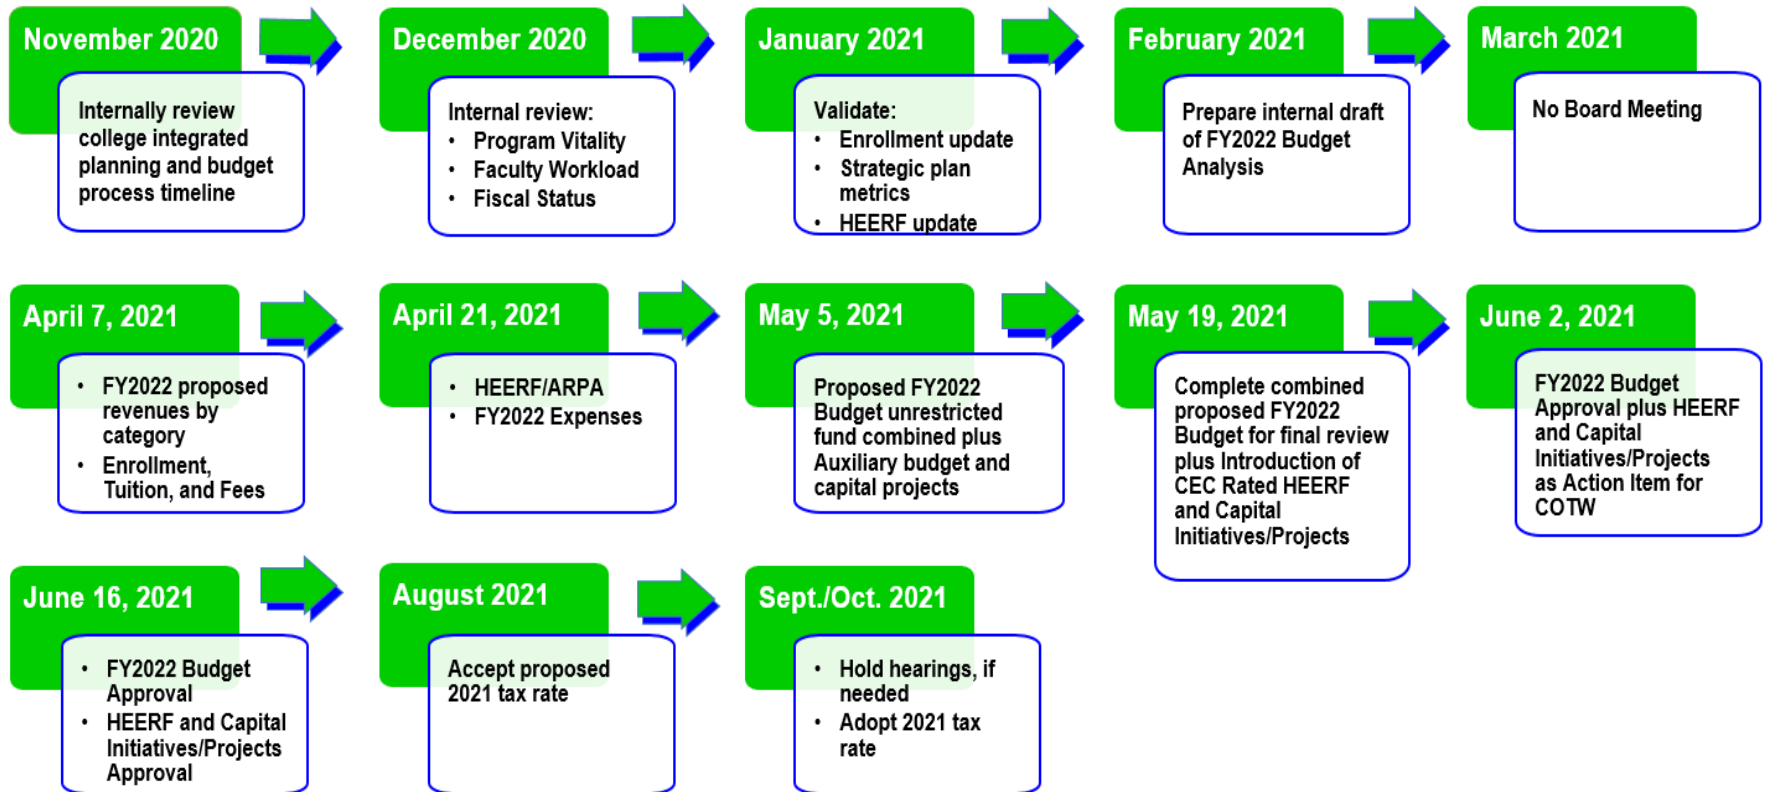 November 2020
Internally review
college integrated
planning and budget
process timeline
December 2020
Internal review:
• Program Vitality
• Faculty Workload
• Fiscal Status
January 2021
Validate:
• Enrollment update
• Strategic plan
metrics
• HEERF update
February 2021
Prepare internal draft
of FY2022 Budget
Analysis
March 2021
No Board Meeting
April 7, 2021
• FY2022 proposed
revenues by
category
• Enrollment,
Tuition, and Fees
April 21, 2021
• HEERF/ARPA
• FY2022 Expenses
May 5, 2021
Proposed FY2022
Budget unrestricted
fund combined plus
Auxiliary budget and
capital projects
May 19, 2021
Complete combined
proposed FY2022
Budget for final review
plus Introduction of
CEC Rated HEERF
and Capital
Initiatives/Projects
June 2, 2021
FY2022 Budget
Approval plus HEERF
and Capital
Initiatives/Projects
as Action Item for
COTW
June 16, 2021
• FY2022 Budget
Approval
• HEERF and Capital
Initiatives/Projects
Approval
August 2021
Accept proposed
2021 tax rate
Sept./Oct. 2021
• Hold hearings, if
needed
• Adopt 2021 tax
rate